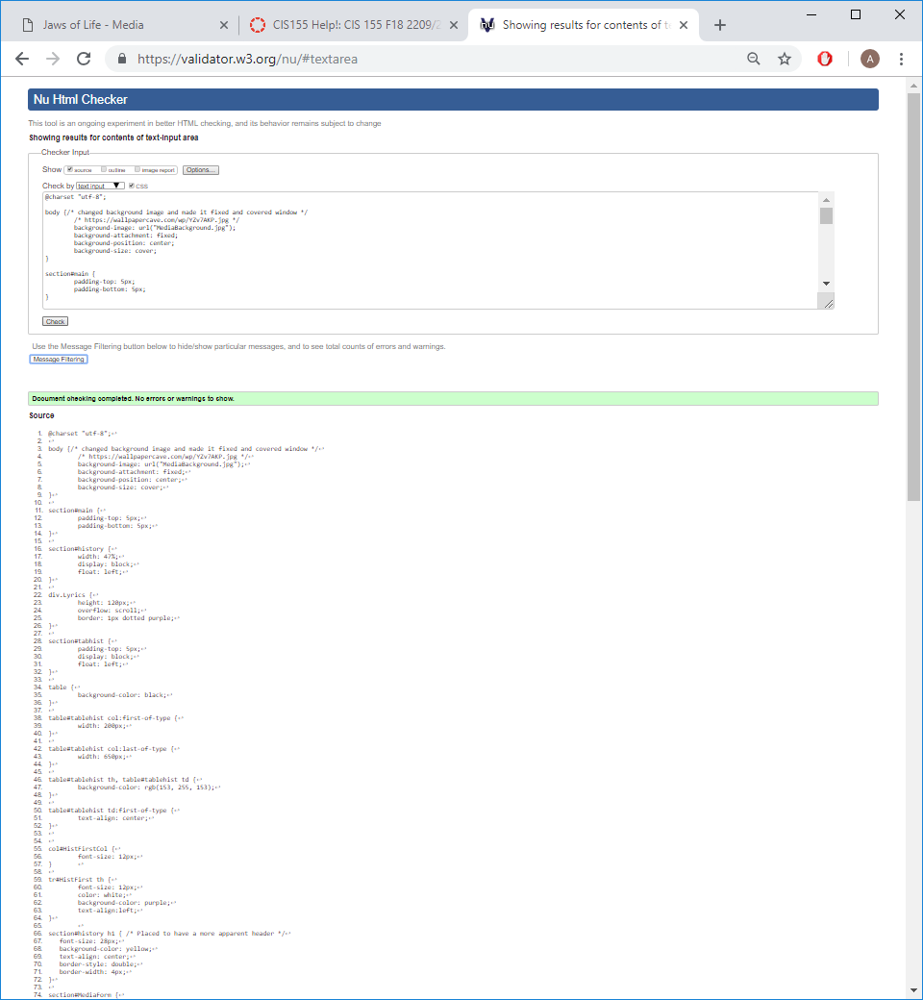 Jaws of Life - Media
CIS155 Help!: CIS 155 F18 2209/2
Showing results for contents of te
https://validator.w3.org/nu/#textarea
A
Nu Html Checker
This tool is an ongoing experiment in better HTML checking, and its behavior remains subject to change
Showing results for contents of text-input area
Checker Input
Show source outline image report Options...
Check by text input CSS
@charset "utf-8";
body {/* changed background image and made it fixed and covered window */
/* https://wallpapercave.com/wp/YZv7AKP.jpg */
background-image: url("MediaBackground.jpg");
background-attachment: fixed;
background-position: center;
background-size: cover;
}
section#main {
padding-top: 5px;
padding-bottom: 5px;
}
Check
Use the Message Filtering button below to hide/show particular messages, and to see total counts of errors and warnings.
Message Filtering
Document checking completed. No errors or warnings to show.
Source
1. @charset "utf-8";↩
2. ↩
3. body {/* changed background image and made it fixed and covered window */↩
4. /* https://wallpapercave.com/wp/YZv7AKP.jpg */↩
5. background-image: url("MediaBackground.jpg");↩
6. background-attachment: fixed;↩
7. background-position: center;↩
8. background-size: cover;↩
9. }↩
10. ↩
11. section#main {↩
12. padding-top: 5px;↩
13. padding-bottom: 5px;↩
14. }↩
15. ↩
16. section#history {↩
17. width: 47%;↩
18. display: block;↩
19. float: left;↩
20. }↩
21. ↩
22. div.Lyrics {↩
23. height: 120px;↩
24. overflow: scroll;↩
25. border: 1px dotted purple;↩
26. }↩
27. ↩
28. section#tabhist {↩
29. padding-top: 5px;↩
30. display: block;↩
31. float: left;↩
32. }↩
33. ↩
34. table {↩
35. background-color: black;↩
36. }↩
37. ↩
38. table#tablehist col:first-of-type {↩
39. width: 200px;↩
40. }↩
41. ↩
42. table#tablehist col:last-of-type {↩
43. width: 650px;↩
44. }↩
45. ↩
46. table#tablehist th, table#tablehist td {↩
47. background-color: rgb(153, 255, 153);↩
48. }↩
49. ↩
50. table#tablehist td:first-of-type {↩
51. text-align: center;↩
52. }↩
53. ↩
54. ↩
55. col#HistFirstCol {↩
56. font-size: 12px;↩
57. } ↩
58. ↩
59. tr#HistFirst th {↩
60. font-size: 12px;↩
61. color: white;↩
62. background-color: purple;↩
63. text-align:left;↩
64. }↩
65. ↩
66. section#history h1 { /* Placed to have a more apparent header */↩
67. font-size: 28px;↩
68. background-color: yellow;↩
69. text-align: center;↩
70. border-style: double;↩
71. border-width: 4px;↩
72. }↩
73. ↩
74. section#MediaForm {↩